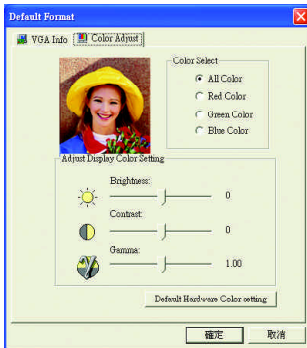 Default Format
VGA Info
Color Adjust
Color Select
All Color
Red Color
Green Color
Blue Color
Adjust Display Color Setting
Brightness:
0
Contrast:
0
Gamma:
1.00
Default Hardware Color setting
確定
取消